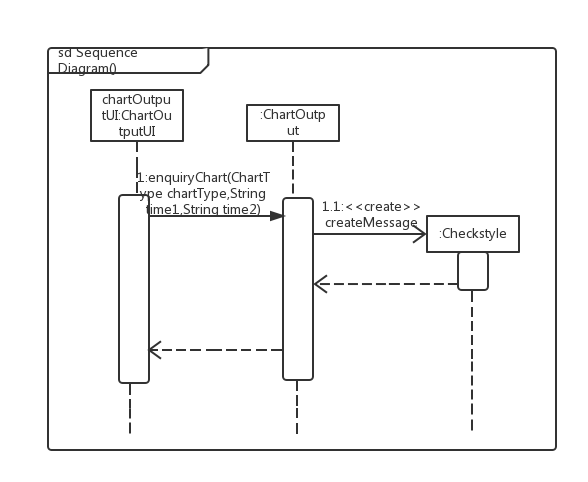 sd Sequence
Diagram()
chartOutpu
tUI:ChartOu
tputUI
:ChartOutp
ut
1:enquiryChart(ChartT
ype chartType,String
time1,String time2)
1.1:<<create>>
createMessage
:Checkstyle